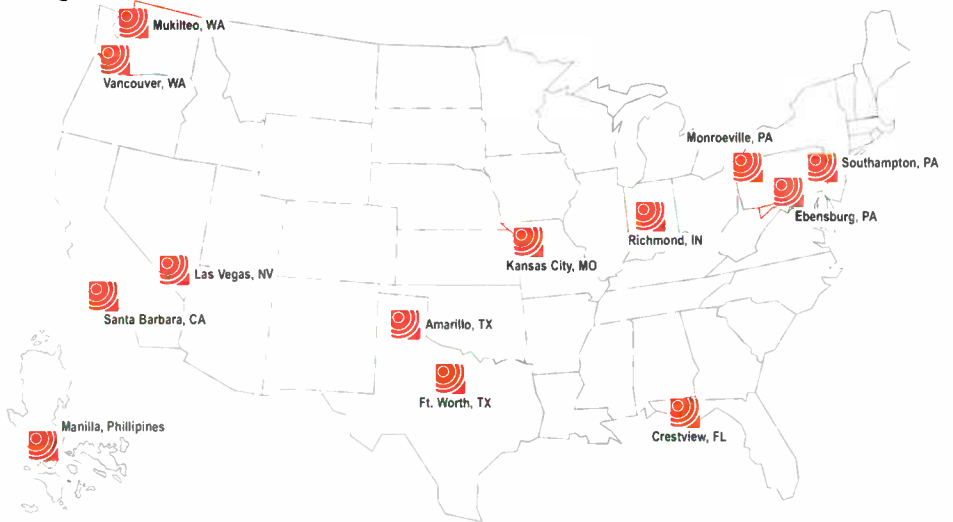 Mukilteo, WA
Vancouver, WA
Monroeville, PA
Southampton, PA
Ebensburg, PA
Richmond, IN
Kansas City, MO
Las Vegas, NV
Santa Barbara, CA
Amarillo, TX
Ft. Worth, TX
Crestview, FL
Manilla, Phillipines